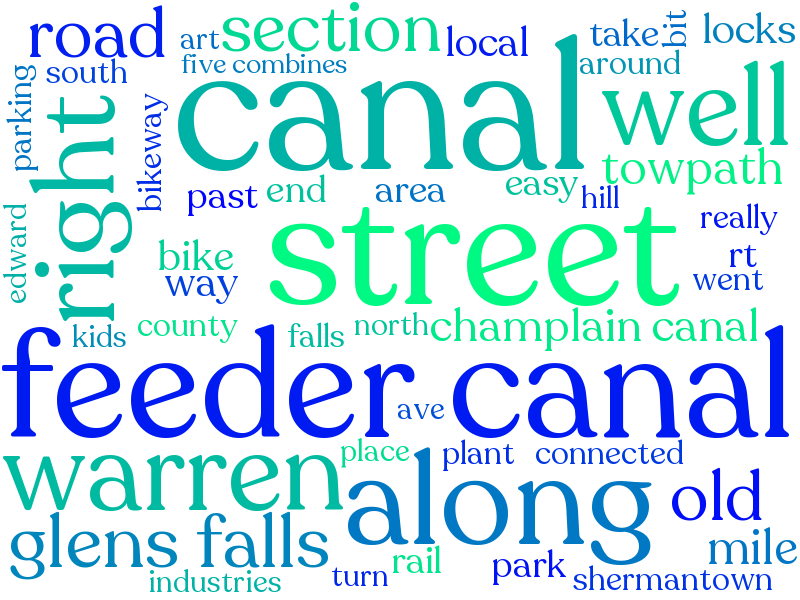 road
art
section
local
take
bit
locks
south
five combines
around
parking
right
bikeway
canal
well
towpath
past
end
area
easy
hill
edward
street
really
rt
went
bike
way
kids
county
falls
north
champlain canal
feeder canal
ave
warren
place
plant
connected
along
old
glens falls
rail
park
mile
industries
turn
shermantown